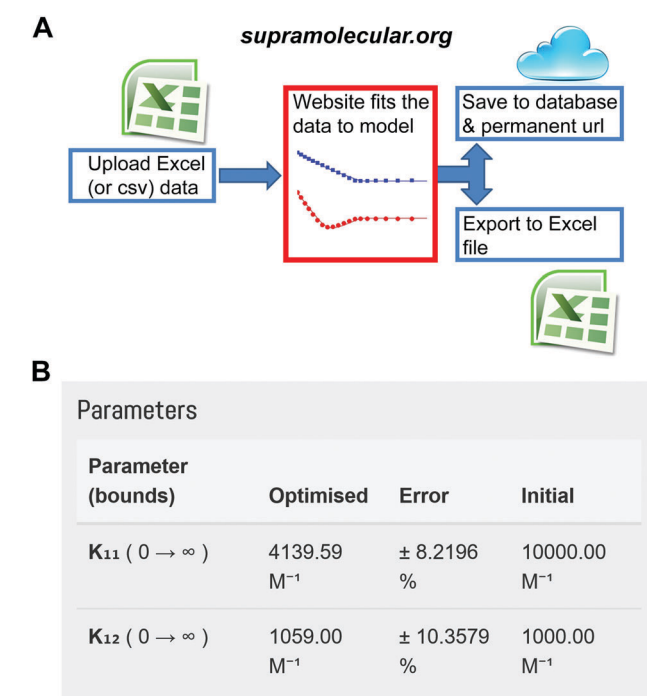 A
supramolecular.org
Website fits the
data to model
Save to database
& permanent url
Upload Excel
(or csv) data
Export to Excel
file
B
Parameters
Parameter
(bounds)
Optimised
Error
Initial
K₁₁ ( 0 → ∞ )
4139.59
M⁻¹
± 8.2196
%
10000.00
M⁻¹
K₁₂ ( 0 → ∞ )
1059.00
M⁻¹
± 10.3579
%
1000.00
M⁻¹